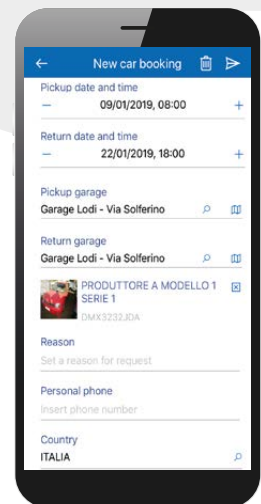 New car booking
Pickup date and time
09/01/2019, 08:00
Return date and time
22/01/2019, 18:00
Pickup garage
Garage Lodi - Via Solferino
Return garage
Garage Lodi - Via Solferino
PRODUTTORE A MODELLO 1
SERIE 1
DMX3232JDA
Reason
Set a reason for request
Personal phone
Insert phone number
Country
ITALIA